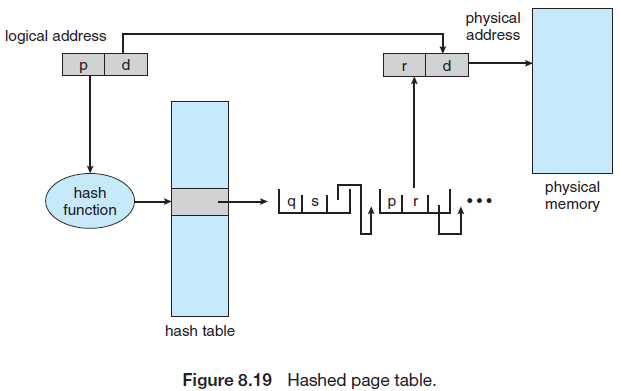 logical address
physical
address
p d
r d
hash
function
q s
p r
•••
physical
memory
hash table
Figure 8.19 Hashed page table.